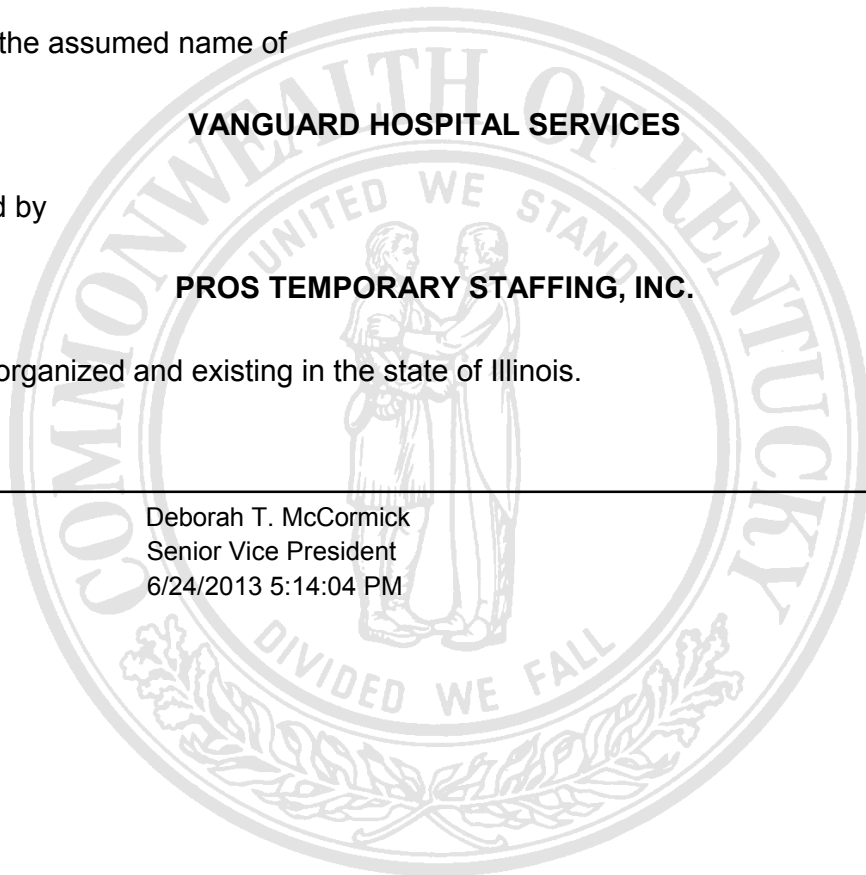 the assumed name of
VANGUARD HOSPITAL SERVICES
d by
PROS TEMPORARY STAFFING, INC.
organized and existing in the state of Illinois.
Deborah T. McCormick
Senior Vice President
6/24/2013 5:14:04 PM
COMMONWEALTH OF KENTUCKY
UNITED WE STAND
DIVIDED WE FALL